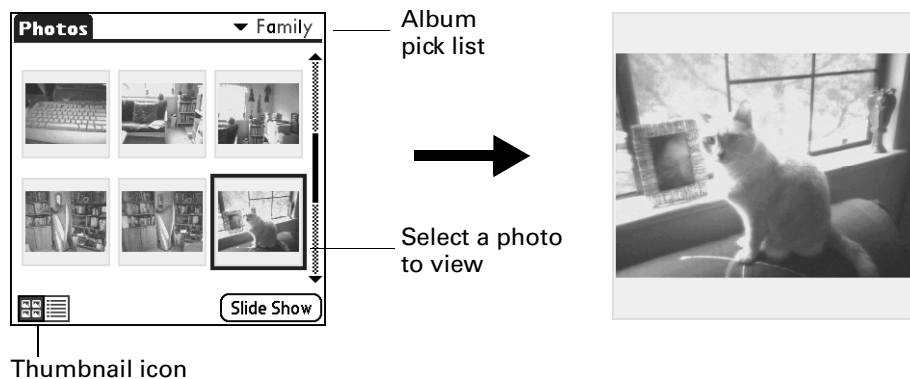 Photos
Family
Album
pick list
Select a photo
to view
Slide Show
Thumbnail icon